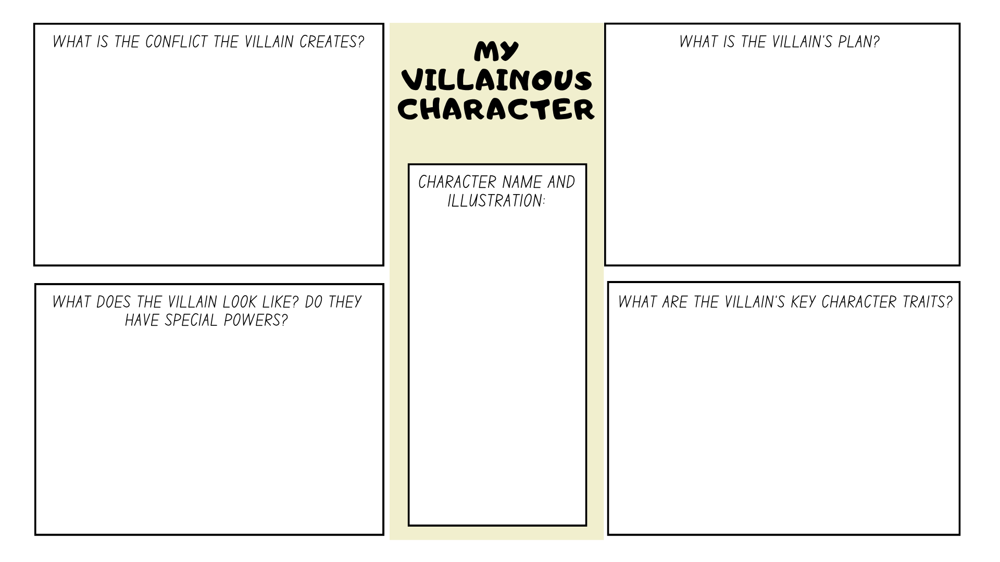 WHAT IS THE CONFLICT THE VILLAIN CREATES?
MY
VILLAINOUS
CHARACTER
WHAT IS THE VILLAIN'S PLAN?
CHARACTER NAME AND
ILLUSTRATION:
WHAT DOES THE VILLAIN LOOK LIKE? DO THEY
HAVE SPECIAL POWERS?
WHAT ARE THE VILLAIN'S KEY CHARACTER TRAITS?